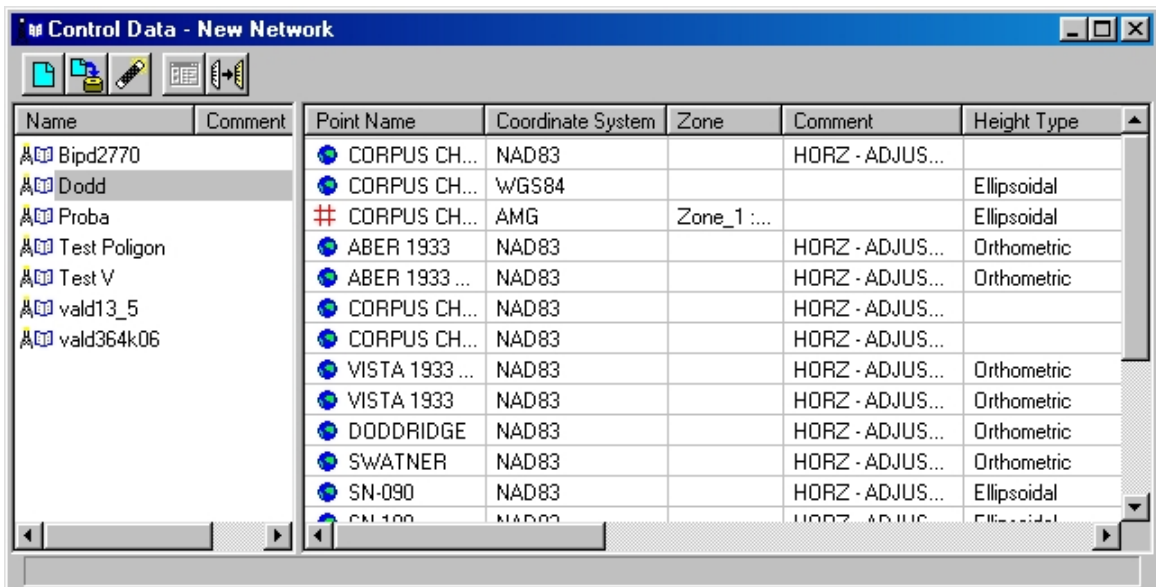 Control Data - New Network
Name Comment
Bipd2770
Dodd
Proba
Test Poligon
Test V
vald13_5
vald364k06
Point Name Coordinate System Zone Comment Height Type
CORPUS CH... NAD83 HORZ - ADJUS...
CORPUS CH... WGS84 Ellipsoidal
CORPUS CH... AMG Zone_1 :... Ellipsoidal
ABER 1933 NAD83 HORZ - ADJUS... Orthometric
ABER 1933 ... NAD83 HORZ - ADJUS... Orthometric
CORPUS CH... NAD83 HORZ - ADJUS...
CORPUS CH... NAD83 HORZ - ADJUS...
VISTA 1933 ... NAD83 HORZ - ADJUS... Orthometric
VISTA 1933 NAD83 HORZ - ADJUS... Orthometric
DODDRIDGE NAD83 HORZ - ADJUS... Orthometric
SWATNER NAD83 HORZ - ADJUS... Orthometric
SN-090 NAD83 HORZ - ADJUS... Ellipsoidal